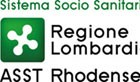 Sistema Socio Sanitari
Regione
Lombardi
ASST Rhodense